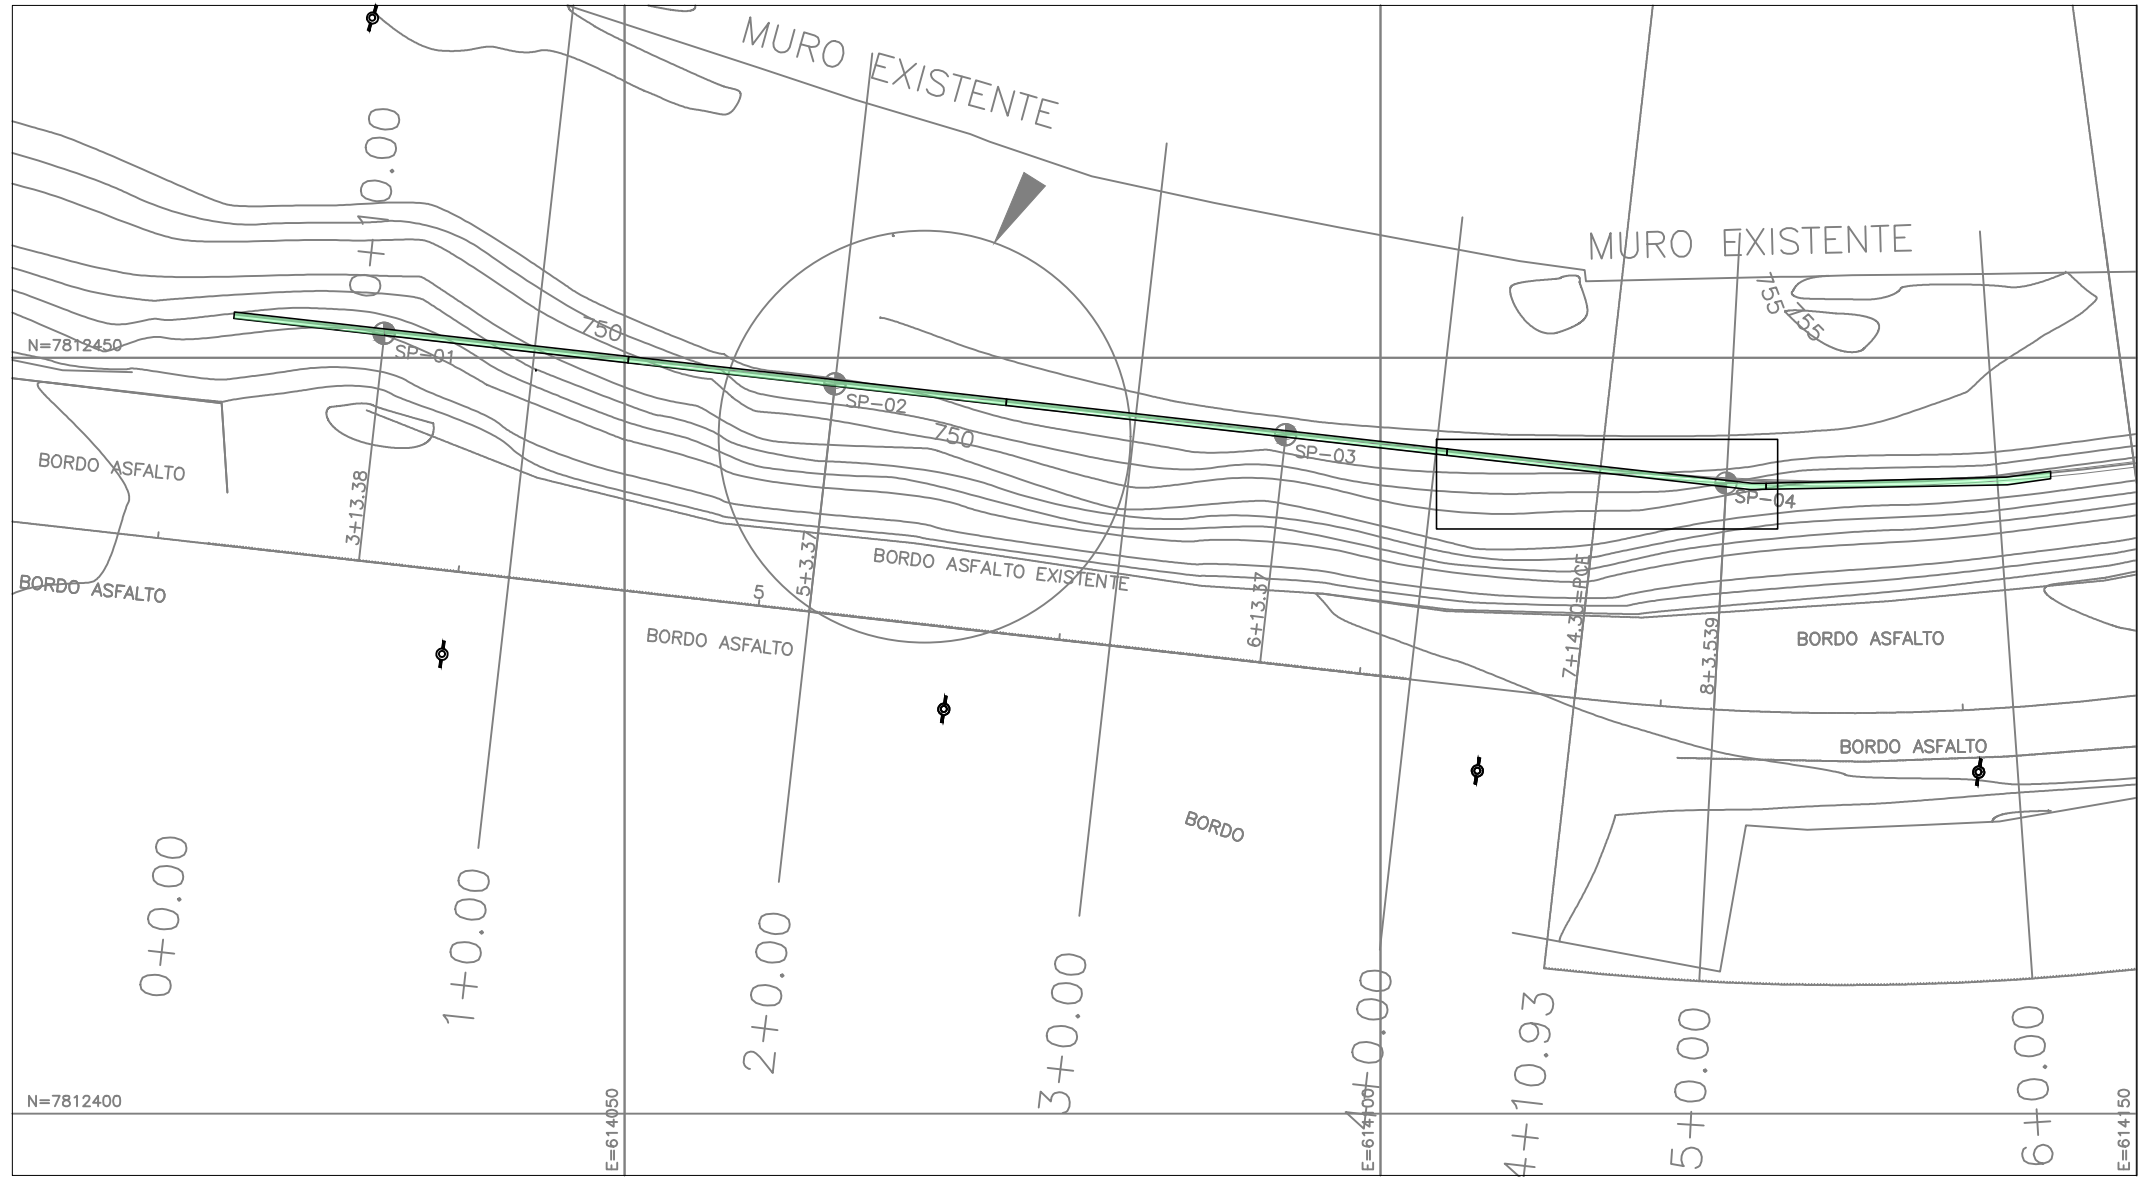 MURO EXISTENTE
0+10.00
MURO EXISTENTE
755
755
750
N=7812450
SP-01
SP-02
750
SP-03
SP-04
BORDO ASFALTO
3+13.38
5+3.37
BORDO ASFALTO EXISTENTE
6+13.37
7+14.30=PCE
8+3.539
BORDO ASFALTO
5
BORDO ASFALTO
BORDO ASFALTO
BORDO ASFALTO
BORDO
0+0.00
1+0.00
2+0.00
3+0.00
4+0.00
4+10.93
5+0.00
6+0.00
N=7812400
E=614050
E=614100
E=614150